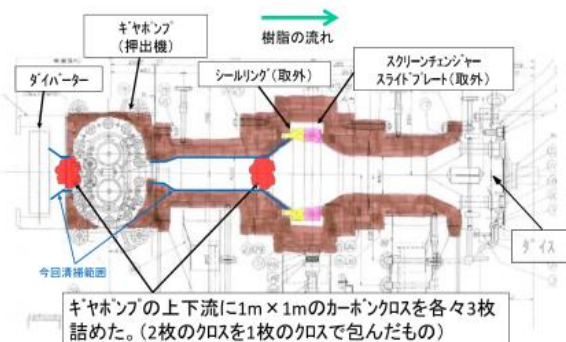 ギヤポンプ
(押出機)
樹脂の流れ
スクリーンチェンジャー
スライドプレート(取外)
シールリング(取外)
ダイバーター
ダイス
今回清掃範囲
ギヤポンプの上下流に1m×1mのカーボンクロスを各々3枚
詰めた。(2枚のクロスを1枚のクロスで包んだもの)